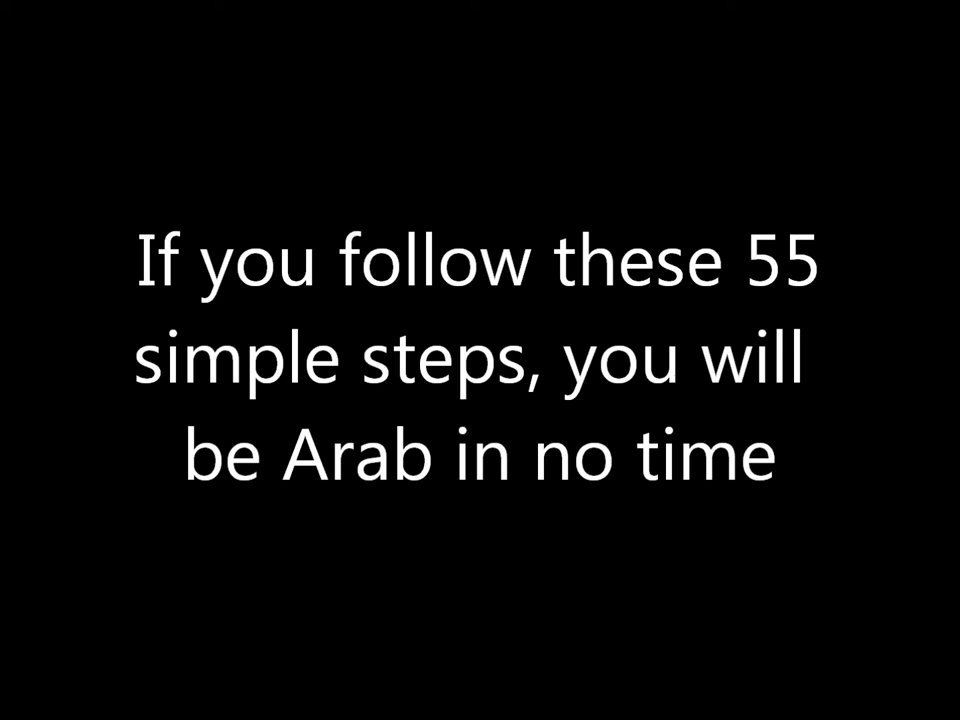 If you follow these 55
simple steps, you will
be Arab in no time